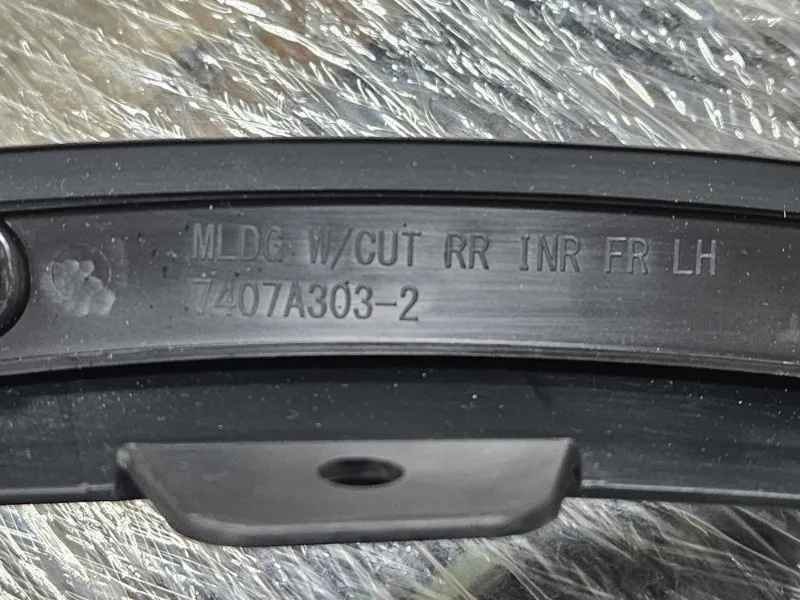 MLDG W/CUT RR INR FR LH
7407A303-2